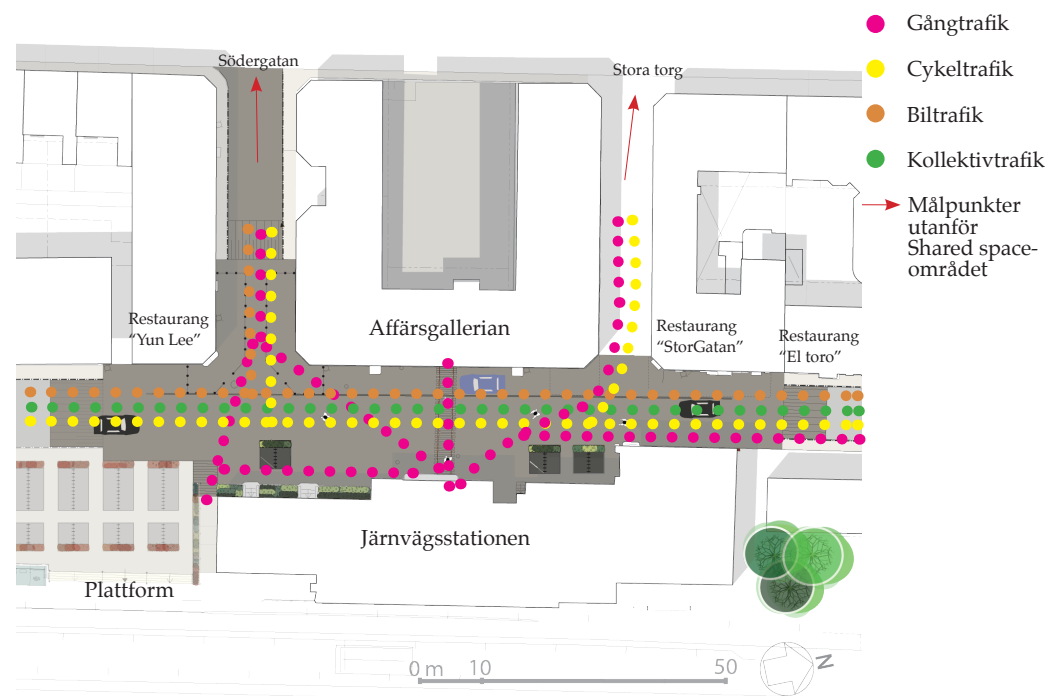 Gångtrafik
Cykeltrafik
Biltrafik
Kollektivtrafik
Målpunkter
utanför
Shared space-
området
Södergatan
Stora torg
Restaurang
“Yun Lee”
Affärsgallerian
Restaurang
“StorGatan”
Restaurang
“El toro”
Järnvägsstationen
Plattform
0 m 10 50
N